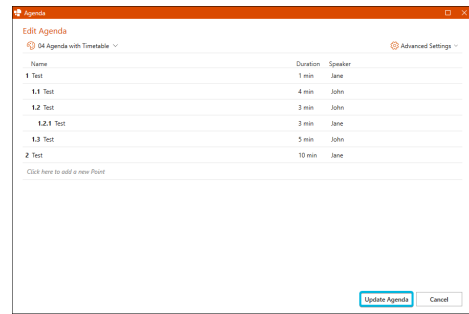 Agenda
Edit Agenda
04 Agenda with Timetable
Advanced Settings
Name Duration Speaker
1 Test 1 min Jane
1.1 Test 4 min John
1.2 Test 3 min John
1.2.1 Test 3 min Jane
1.3 Test 5 min John
2 Test 10 min Jane
Click here to add a new Point
Update Agenda Cancel